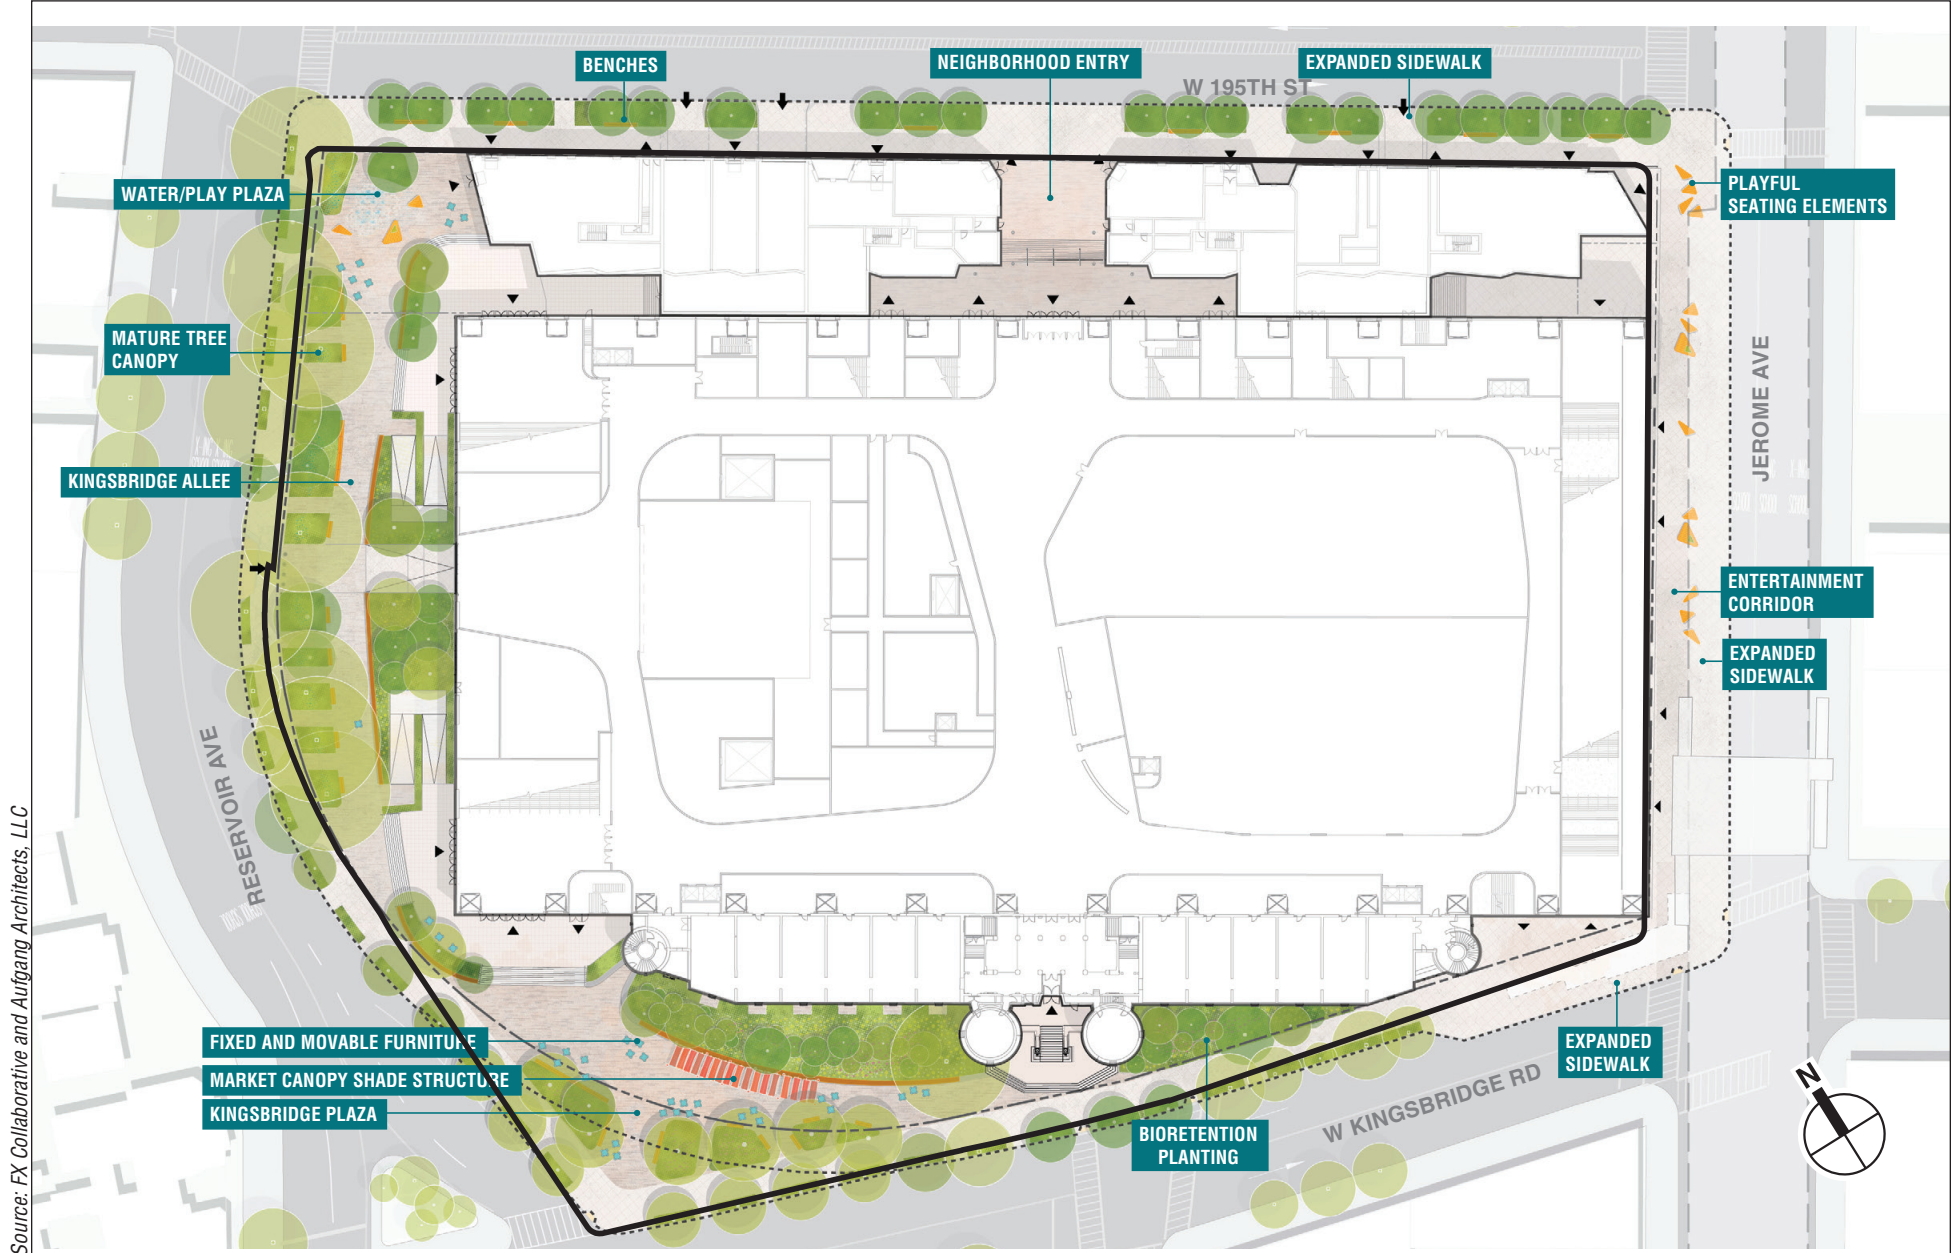 BENCHES
NEIGHBORHOOD ENTRY
EXPANDED SIDEWALK
W 195TH ST
WATER/PLAY PLAZA
PLAYFUL
SEATING ELEMENTS
MATURE TREE
CANOPY
JEROME AVE
KINGSBRIDGE ALLEE
ENTERTAINMENT
CORRIDOR
EXPANDED
SIDEWALK
RESERVOIR AVE
FIXED AND MOVABLE FURNITURE
MARKET CANOPY SHADE STRUCTURE
KINGSBRIDGE PLAZA
EXPANDED
SIDEWALK
BIORETENTION
PLANTING
W KINGSBRIDGE RD
N
Source: FX Collaborative and Aufgang Architects, LLC